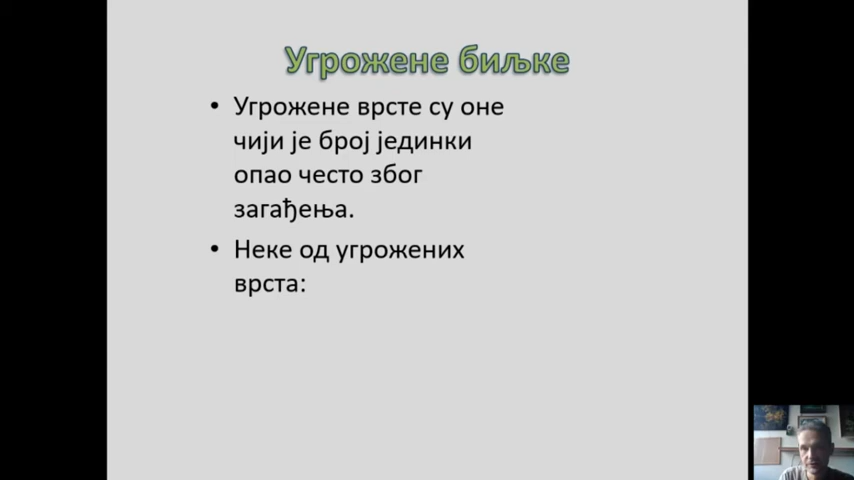 Угрожене биљке
• Угрожене врсте су оне
чији је број јединки
опао често због
загађења.
• Неке од угрожених
врста: